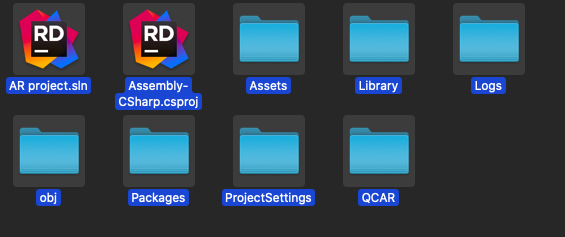 RD
RD
AR project.sln
Assembly-
CSharp.csproj
Assets
Library
Logs
obj
Packages
ProjectSettings
QCAR